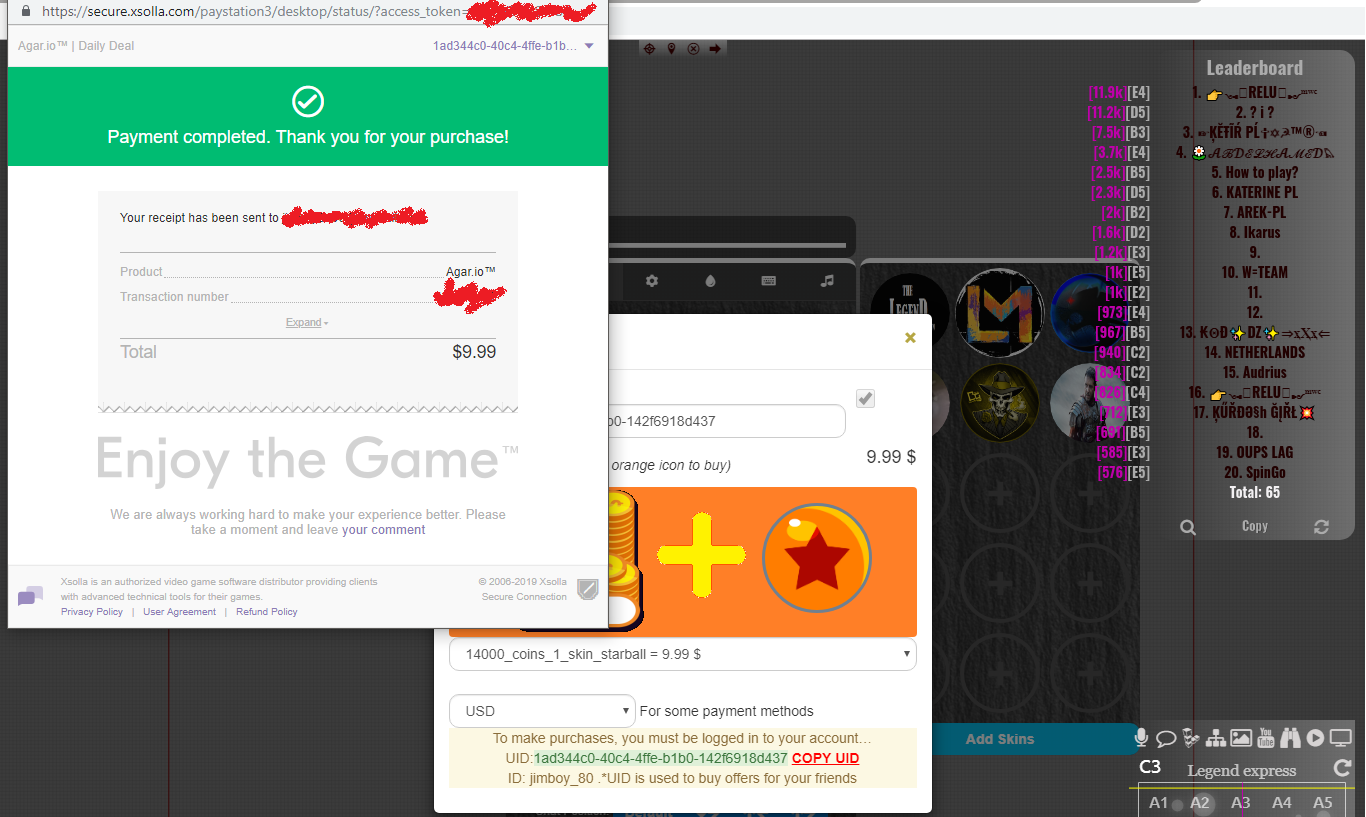 https://secure.xsolla.com/paystation3/desktop/status/?access_token=
Agar.io™ | Daily Deal
1ad344c0-40c4-4ffe-b1b...
Payment completed. Thank you for your purchase!
Your receipt has been sent to
Product Agar.io™
Transaction number
Expand
Total $9.99
Enjoy the Game™
We are always working hard to make your experience better. Please
take a moment and leave your comment
Xsolla is an authorized video game software distributor providing clients
with advanced technical tools for their games.
Privacy Policy | User Agreement | Refund Policy
© 2006-2019 Xsolla
Secure Connection
b0-142f6918d437
orange icon to buy)
9.99 $
14000_coins_1_skin_starball = 9.99 $
USD
For some payment methods
To make purchases, you must be logged in to your account...
UID:1ad344c0-40c4-4ffe-b1b0-142f6918d437 COPY UID
ID: jimboy_80 .*UID is used to buy offers for your friends
THE
LEGEND
Add Skins
Leaderboard
[11.9k][E4] 1. 👉 RELU
[11.2k][D5] 2. ? i ?
[7.5k][B3] 3.
[3.7k][E4] 4. 𝒜ℬ𝒟ℰℒℋ𝒜ℳℰ𝒟
[2.5k][B5] 5. How to play?
[2.3k][D5] 6. KATERINE PL
[2k][B2] 7. AREK-PL
[1.6k][D2] 8. Ikarus
[1.2k][E3] 9.
[1k][E5] 10. W=TEAM
[1k][E2] 11.
[973][E4] 12.
[967][B5] 13. ₭ʘÐ✨DZ✨⇒xXx⇐
[940][C2] 14. NETHERLANDS
[834][C2] 15. Audrius
[826][C4] 16. 👉 RELU
[712][E3] 17.
[691][B5] 18.
[585][E3] 19. OUPS LAG
[576][E5] 20. SpinGo
Total: 65
Copy
You
Tube
C3
Legend express
A1 A2 A3 A4 A5